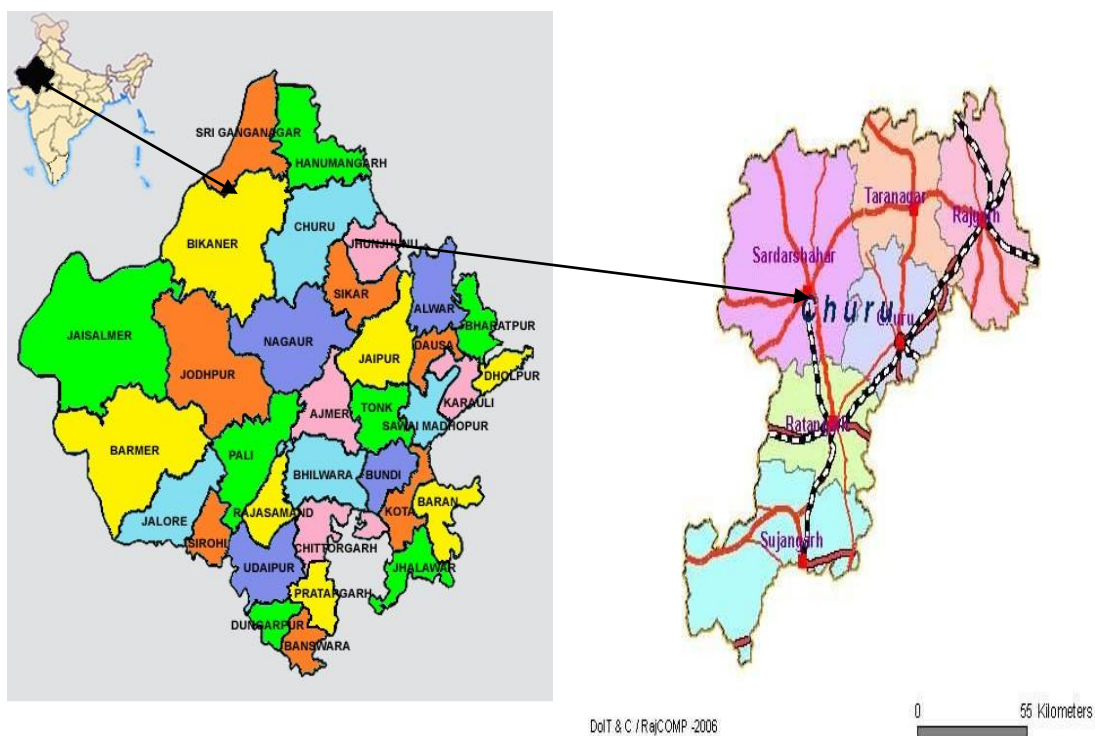 SRI GANGANAGAR
HANUMANGARH
CHURU
BIKANER
JHUNJHUNU
SIKAR
ALWAR
BHARATPUR
JAISALMER
NAGAUR
JAIPUR
DAUSA
DHOLPUR
JODHPUR
KARAULI
AJMER
TONK
SAWAI MADHOPUR
BARMER
PALI
BHILWARA
BUNDI
BARAN
KOTA
RAJASAMAND
JALORE
SIROHI
CHITTORGARH
UDAIPUR
JHALAWAR
PRATAPGARH
DUNGARPUR
BANSWARA
Taranagar
Rajgarh
Sardarshahar
Churu
Churu
Ratangarh
Sujangarh
DoIT & C / RajCOMP -2006
0 55 Kilometers